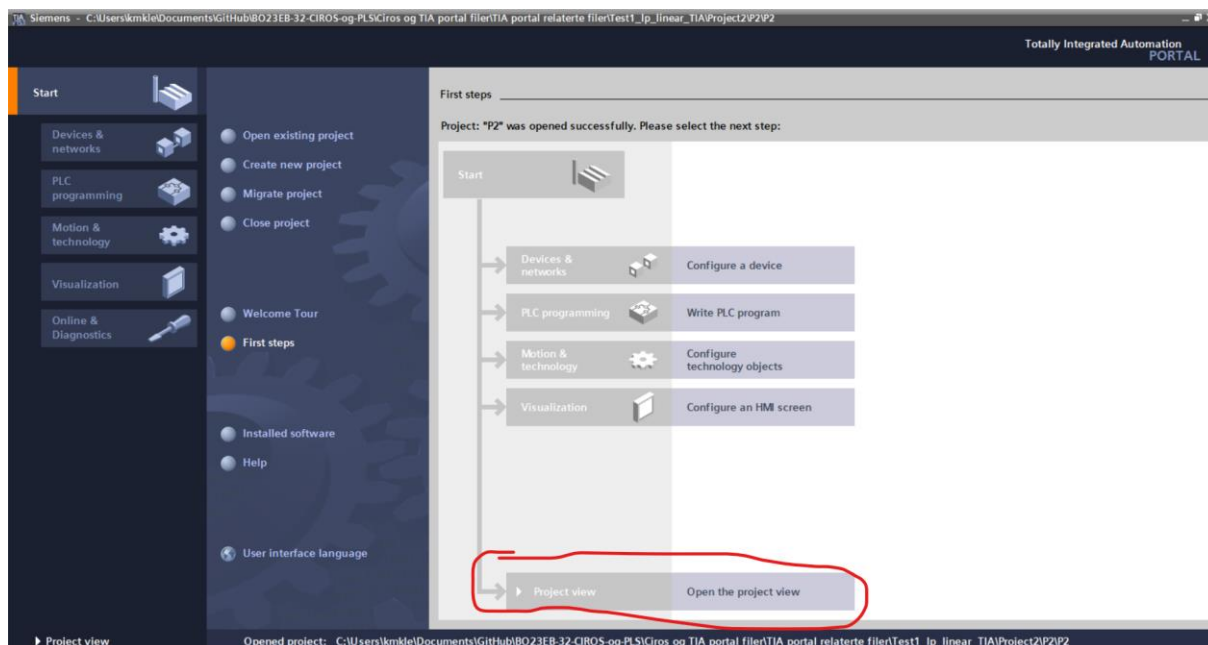 Siemens - C:\Users\kmkle\Documents\GitHub\BO23EB-32-CIROS-og-PLS\Ciros og TIA portal filer\TIA portal relaterte filer\Test1_lp_linear_TIA\Project2\P2\P2
Totally Integrated Automation
PORTAL
Start
Devices &
networks
PLC
programming
Motion &
technology
Visualization
Online &
Diagnostics
Open existing project
Create new project
Migrate project
Close project
Welcome Tour
First steps
Installed software
Help
User interface language
First steps
Project: "P2" was opened successfully. Please select the next step:
Start
Devices &
networks
Configure a device
PLC programming
Write PLC program
Motion &
technology
Configure
technology objects
Visualization
Configure an HMI screen
Project view
Open the project view
Project view
Opened project: C:\Users\kmkle\Documents\GitHub\BO23EB-32-CIROS-og-PLS\Ciros og TIA portal filer\TIA portal relaterte filer\Test1_lp_linear_TIA\Project2\P2\P2